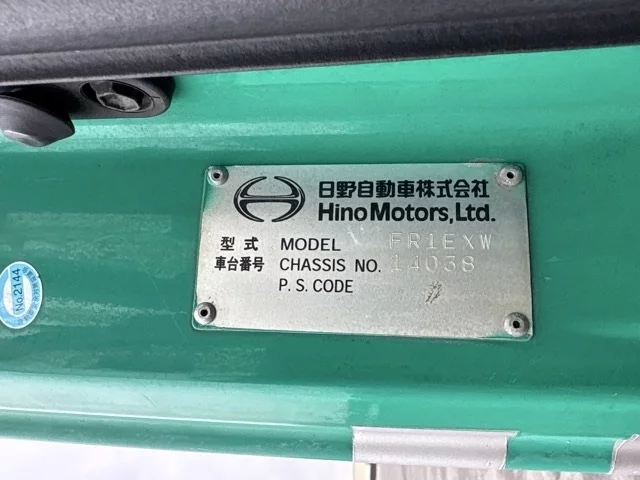 日野自動車株式会社
Hino Motors, Ltd.
型式 MODEL FR1EXW
車台番号 CHASSIS NO. 14038
P. S. CODE
No.2144